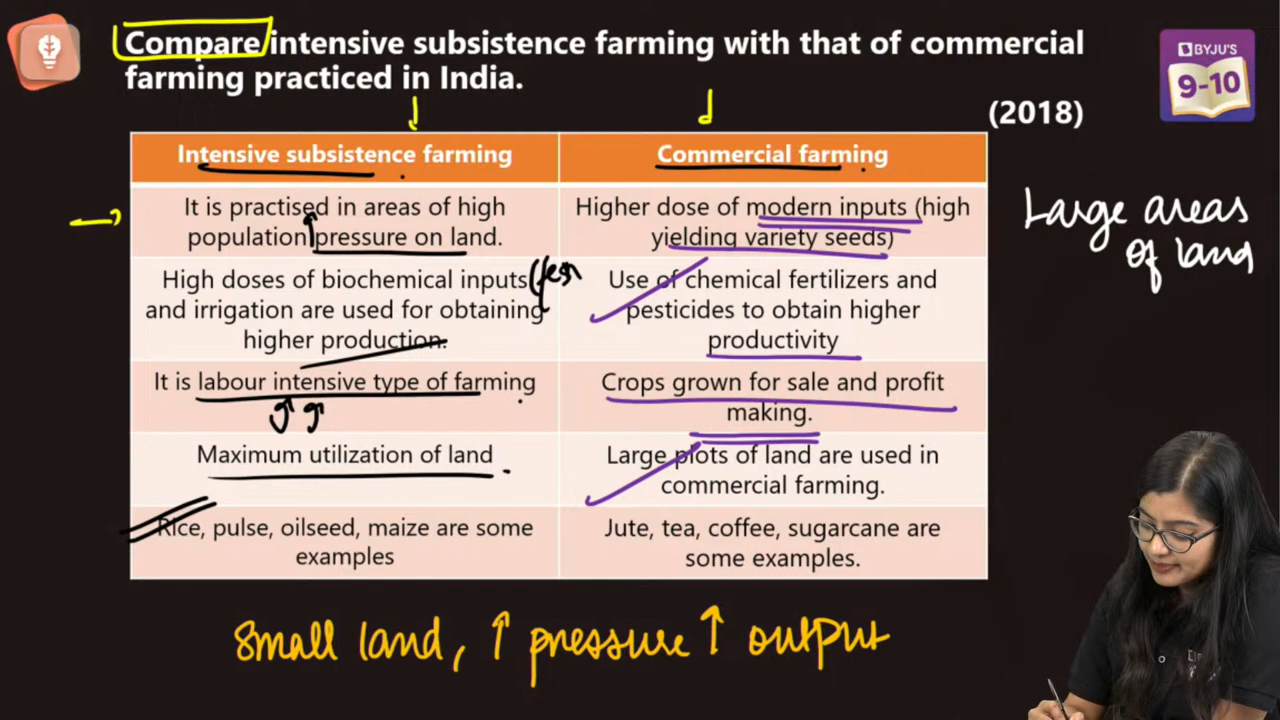 Compare intensive subsistence farming with that of commercial
farming practiced in India.
BYJU'S
9-10
(2018)
Intensive subsistence farming
Commercial farming
It is practised in areas of high
population pressure on land.
Higher dose of modern inputs (high
yielding variety seeds)
Large areas
of land
High doses of biochemical inputs
and irrigation are used for obtaining
higher production.
Use of chemical fertilizers and
pesticides to obtain higher
productivity
It is labour intensive type of farming
Crops grown for sale and profit
making.
Maximum utilization of land
Large plots of land are used in
commercial farming.
Rice, pulse, oilseed, maize are some
examples
Jute, tea, coffee, sugarcane are
some examples.
Small land, ↑ pressure ↑ output